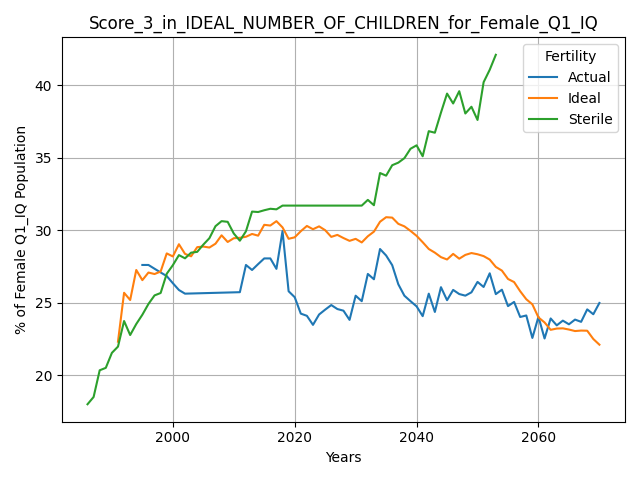 Score_3_in_IDEAL_NUMBER_OF_CHILDREN_for_Female_Q1_IQ
Fertility
Actual
Ideal
Sterile
% of Female Q1_IQ Population
40
35
30
25
20
2000
2020
2040
2060
Years